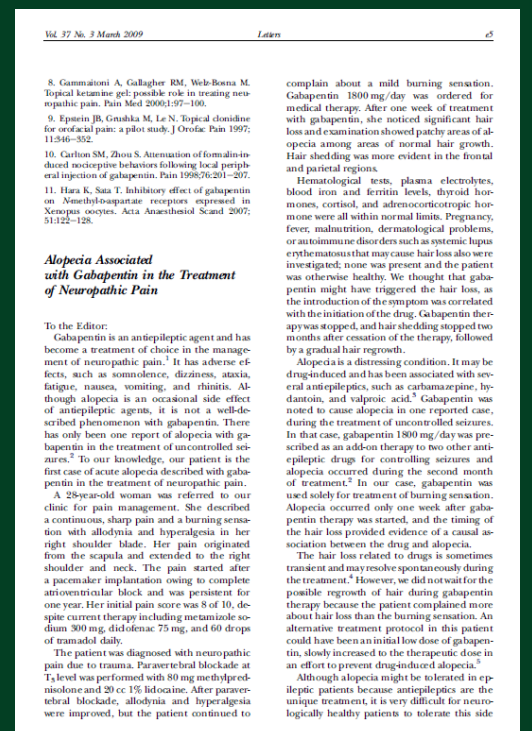 Vol. 37 No. 3 March 2009 Letters e5
8. Gammaitoni A, Gallagher RM, Welz-Bosna M.
Topical ketamine gel: possible role in treating neu-
ropathic pain. Pain Med 2000;1:97–100.
9. Epstein JB, Grushka M, Le N. Topical clonidine
for orofacial pain: a pilot study. J Orofac Pain 1997;
11:346–352.
10. Carlton SM, Zhou S. Attenuation of formalin-in-
duced nociceptive behaviors following local periph-
eral injection of gabapentin. Pain 1998;76:201–207.
11. Hara K, Sata T. Inhibitory effect of gabapentin
on N-methyl-D-aspartate receptors expressed in
Xenopus oocytes. Acta Anaesthesiol Scand 2007;
51:122–128.
Alopecia Associated
with Gabapentin in the Treatment
of Neuropathic Pain
To the Editor:
Gabapentin is an antiepileptic agent and has
become a treatment of choice in the manage-
ment of neuropathic pain.1 It has adverse ef-
fects, such as somnolence, dizziness, ataxia,
fatigue, nausea, vomiting, and rhinitis. Al-
though alopecia is an occasional side effect
of antiepileptic agents, it is not a well-de-
scribed phenomenon with gabapentin. There
has only been one report of alopecia with ga-
bapentin in the treatment of uncontrolled sei-
zures.2 To our knowledge, our patient is the
first case of acute alopecia described with gaba-
pentin in the treatment of neuropathic pain.
A 28-year-old woman was referred to our
clinic for pain management. She described
a continuous, sharp pain and a burning sensa-
tion with allodynia and hyperalgesia in her
right shoulder blade. Her pain originated
from the scapula and extended to the right
shoulder and neck. The pain started after
a pacemaker implantation owing to complete
atrioventricular block and was persistent for
one year. Her initial pain score was 8 of 10, de-
spite current therapy including metamizole so-
dium 300 mg, diclofenac 75 mg, and 60 drops
of tramadol daily.
The patient was diagnosed with neuropathic
pain due to trauma. Paravertebral blockade at
T3 level was performed with 80 mg methylpred-
nisolone and 20 cc 1% lidocaine. After paraver-
tebral blockade, allodynia and hyperalgesia
were improved, but the patient continued to
complain about a mild burning sensation.
Gabapentin 1800 mg/day was ordered for
medical therapy. After one week of treatment
with gabapentin, she noticed significant hair
loss and examination showed patchy areas of al-
opecia among areas of normal hair growth.
Hair shedding was more evident in the frontal
and parietal regions.
Hematological tests, plasma electrolytes,
blood iron and ferritin levels, thyroid hor-
mones, cortisol, and adrenocorticotropic hor-
mone were all within normal limits. Pregnancy,
fever, malnutrition, dermatological problems,
or autoimmune disorders such as systemic lupus
erythematosus that may cause hair loss also were
investigated; none was present and the patient
was otherwise healthy. We thought that gaba-
pentin might have triggered the hair loss, as
the introduction of the symptom was correlated
with the initiation of the drug. Gabapentin ther-
apy was stopped, and hair shedding stopped two
months after cessation of the therapy, followed
by a gradual hair regrowth.
Alopecia is a distressing condition. It may be
drug-induced and has been associated with sev-
eral antiepileptics, such as carbamazepine, hy-
dantoin, and valproic acid.3 Gabapentin was
noted to cause alopecia in one reported case,
during the treatment of uncontrolled seizures.
In that case, gabapentin 1800 mg/day was pre-
scribed as an add-on therapy to two other anti-
epileptic drugs for controlling seizures and
alopecia occurred during the second month
of treatment.2 In our case, gabapentin was
used solely for treatment of burning sensation.
Alopecia occurred only one week after gaba-
pentin therapy was started, and the timing of
the hair loss provided evidence of a causal as-
sociation between the drug and alopecia.
The hair loss related to drugs is sometimes
transient and may resolve spontaneously during
the treatment.4 However, we did not wait for the
possible regrowth of hair during gabapentin
therapy because the patient complained more
about hair loss than the burning sensation. An
alternative treatment protocol in this patient
could have been an initial low dose of gabapen-
tin, slowly increased to the therapeutic dose in
an effort to prevent drug-induced alopecia.5
Although alopecia might be tolerated in ep-
ileptic patients because antiepileptics are the
unique treatment, it is very difficult for neuro-
logically healthy patients to tolerate this side